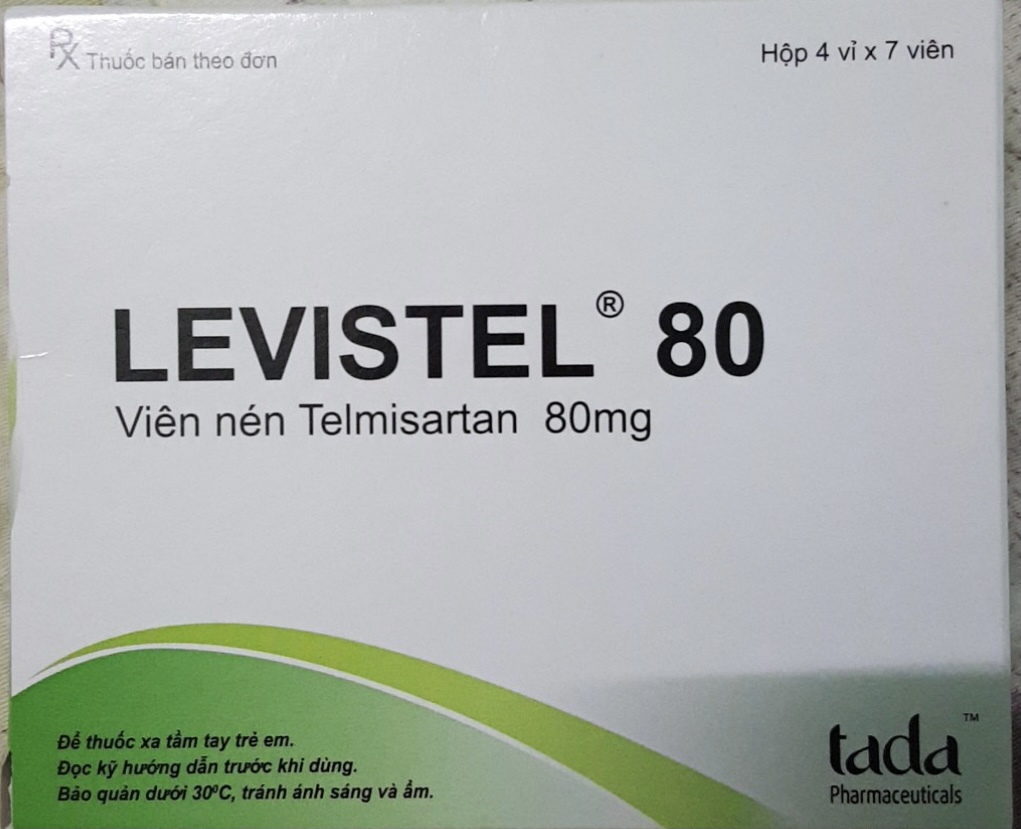 Rx Thuốc bán theo đơn
Hộp 4 vỉ x 7 viên
LEVISTEL® 80
Viên nén Telmisartan 80mg
Để thuốc xa tầm tay trẻ em.
Đọc kỹ hướng dẫn trước khi dùng.
Bảo quản dưới 30ºC, tránh ánh sáng và ẩm.
tada™
Pharmaceuticals